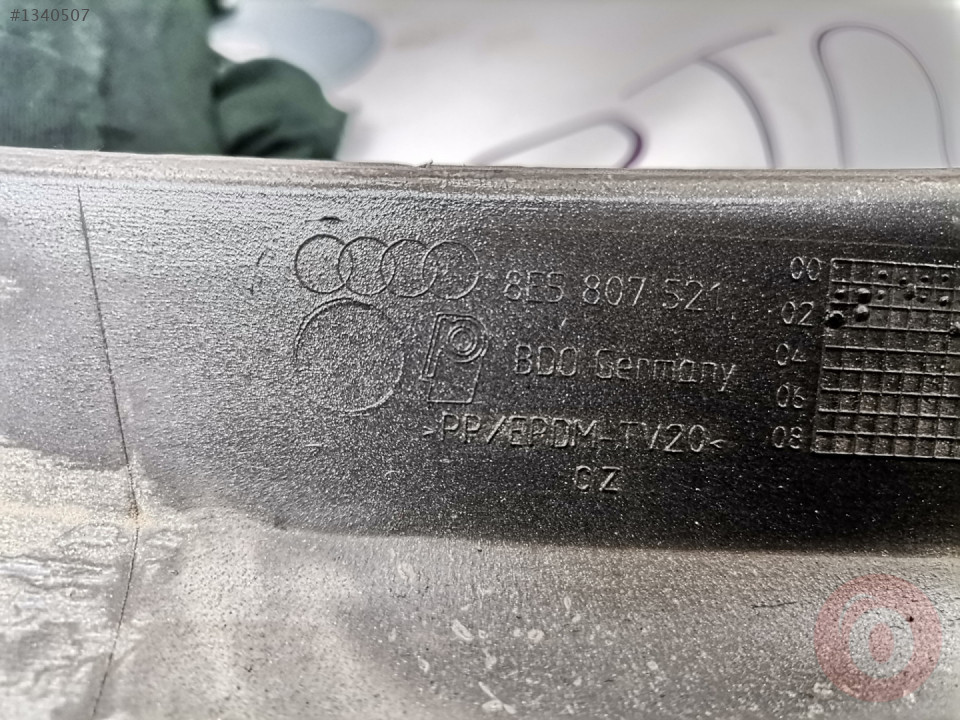 #1340507
8E5 807 521
BDO Germany
>PP/EPDM-TV20<
CZ
00
02
04
06
08